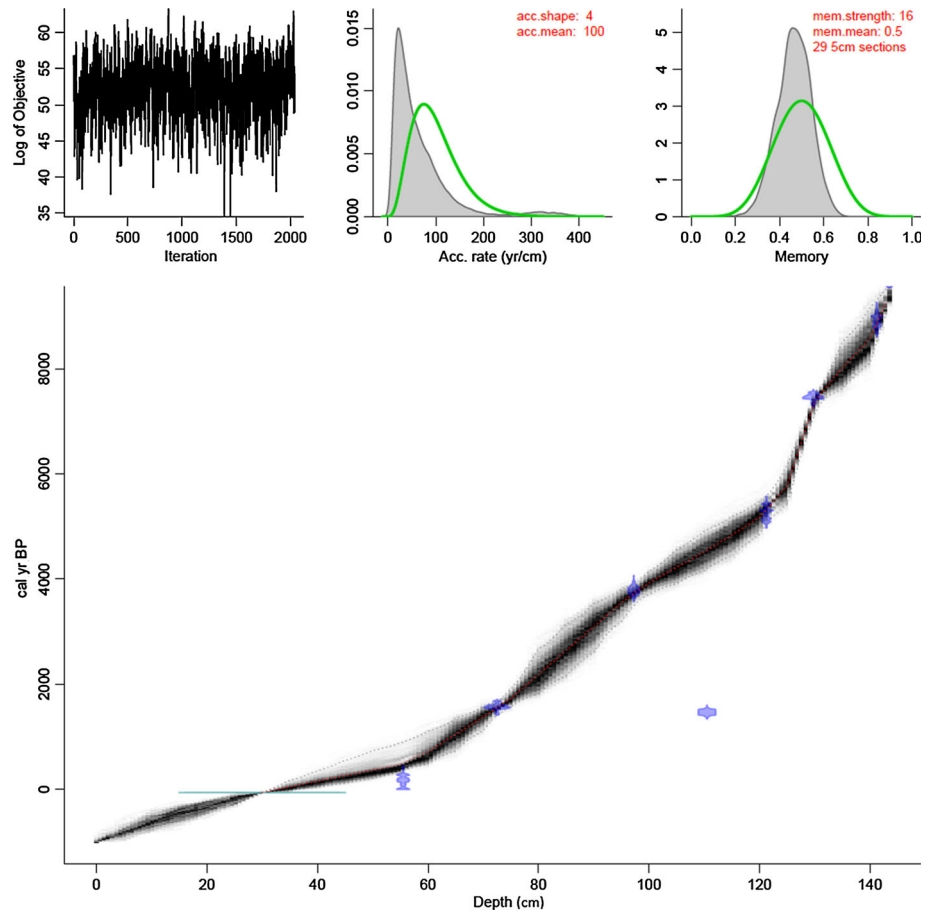 Log of Objective
60
55
50
45
40
35
0 500 1000 1500 2000
Iteration
acc.shape: 4
acc.mean: 100
0.015
0.010
0.005
0.000
0 100 200 300 400
Acc. rate (yr/cm)
mem.strength: 16
mem.mean: 0.5
29 5cm sections
5
4
3
2
1
0
0.0 0.2 0.4 0.6 0.8 1.0
Memory
cal yr BP
8000
6000
4000
2000
0
0 20 40 60 80 100 120 140
Depth (cm)